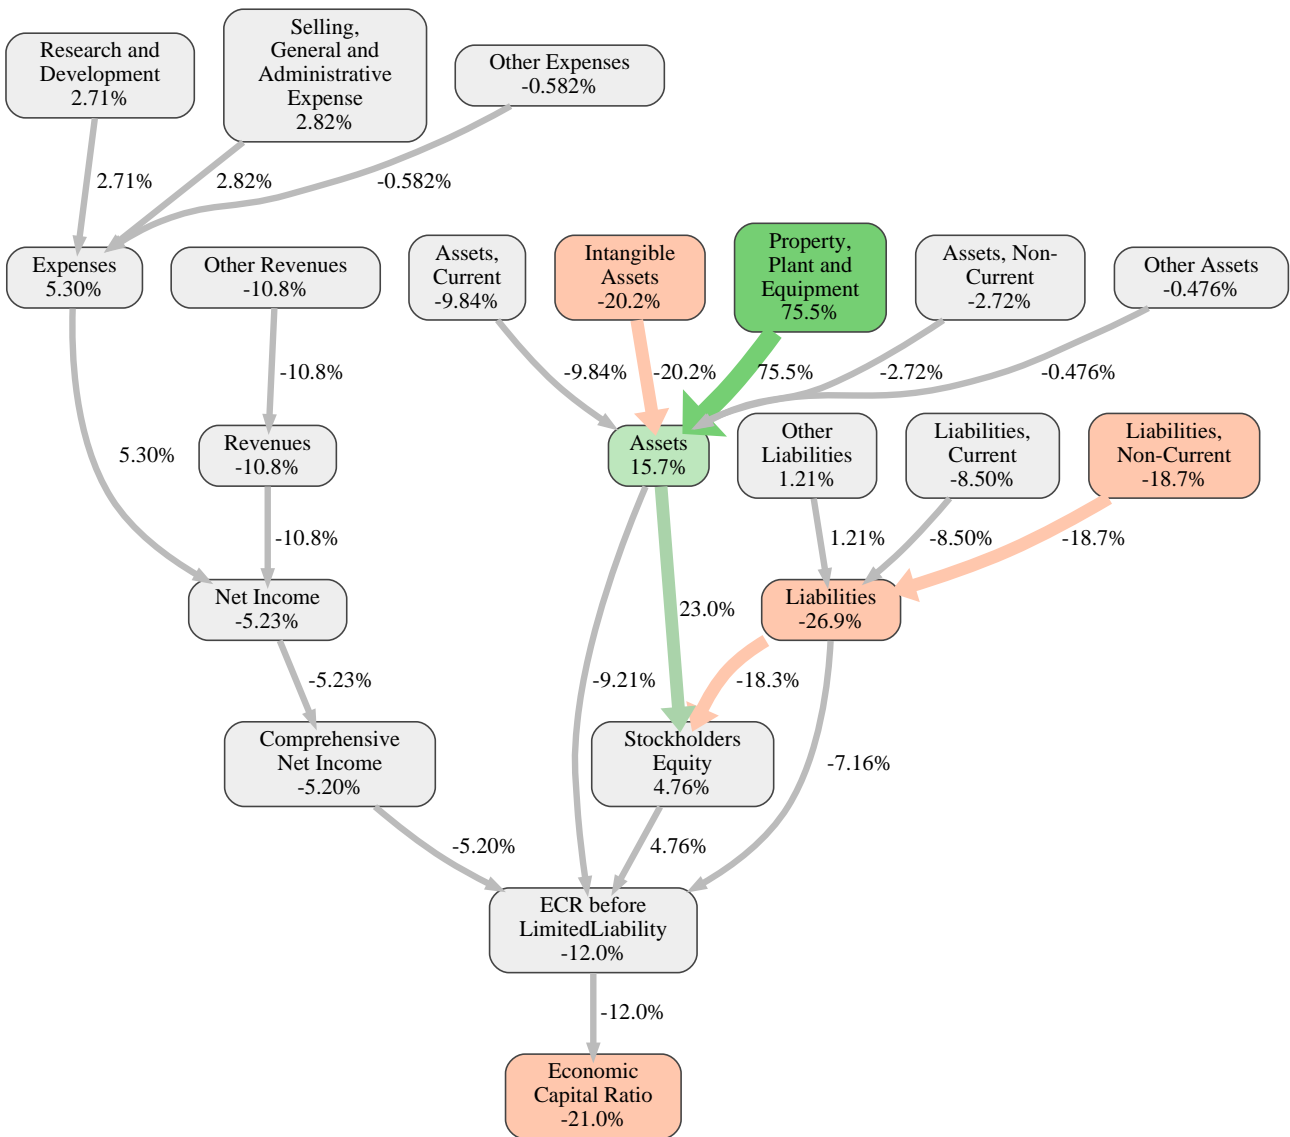 Research and
Development
2.71%
Selling,
General and
Administrative
Expense
2.82%
Other Expenses
-0.582%
2.71%
2.82%
-0.582%
Expenses
5.30%
Other Revenues
-10.8%
Assets,
Current
-9.84%
Intangible
Assets
-20.2%
Property,
Plant and
Equipment
75.5%
Assets, Non-
Current
-2.72%
Other Assets
-0.476%
-10.8%
-9.84%
-20.2%
75.5%
-2.72%
-0.476%
5.30%
Revenues
-10.8%
Assets
15.7%
Other
Liabilities
1.21%
Liabilities,
Current
-8.50%
Liabilities,
Non-Current
-18.7%
-10.8%
1.21%
-8.50%
-18.7%
Net Income
-5.23%
23.0%
Liabilities
-26.9%
-5.23%
-9.21%
-18.3%
Comprehensive
Net Income
-5.20%
Stockholders
Equity
4.76%
-7.16%
-5.20%
4.76%
ECR before
LimitedLiability
-12.0%
-12.0%
Economic
Capital Ratio
-21.0%